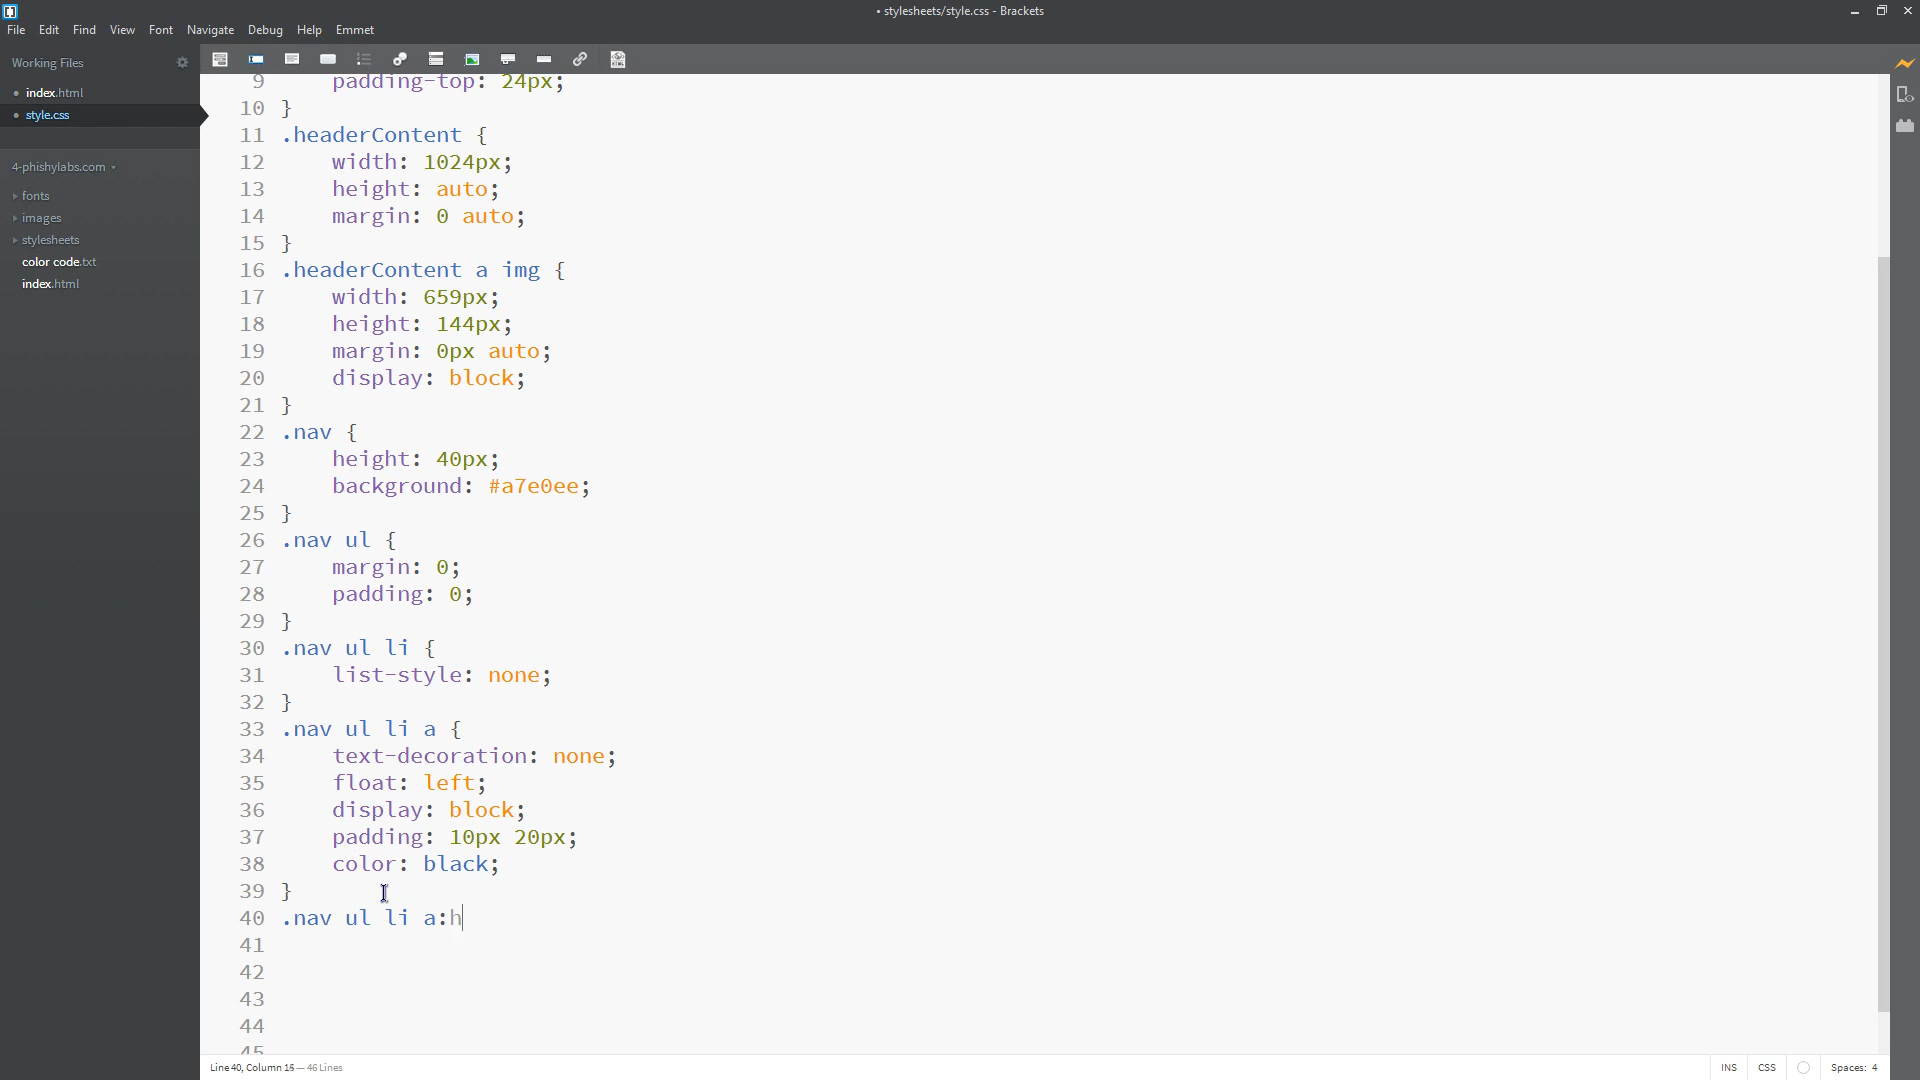 • stylesheets/style.css - Brackets
File Edit Find View Font Navigate Debug Help Emmet
Working Files
• index.html
• style.css
4-phishylabs.com
fonts
images
stylesheets
color code.txt
index.html
9     padding-top: 24px;
10 }
11 .headerContent {
12     width: 1024px;
13     height: auto;
14     margin: 0 auto;
15 }
16 .headerContent a img {
17     width: 659px;
18     height: 144px;
19     margin: 0px auto;
20     display: block;
21 }
22 .nav {
23     height: 40px;
24     background: #a7e0ee;
25 }
26 .nav ul {
27     margin: 0;
28     padding: 0;
29 }
30 .nav ul li {
31     list-style: none;
32 }
33 .nav ul li a {
34     text-decoration: none;
35     float: left;
36     display: block;
37     padding: 10px 20px;
38     color: black;
39 }
40 .nav ul li a:h
41
42
43
44
45
Line 40, Column 15 — 46 Lines
INS CSS Spaces: 4